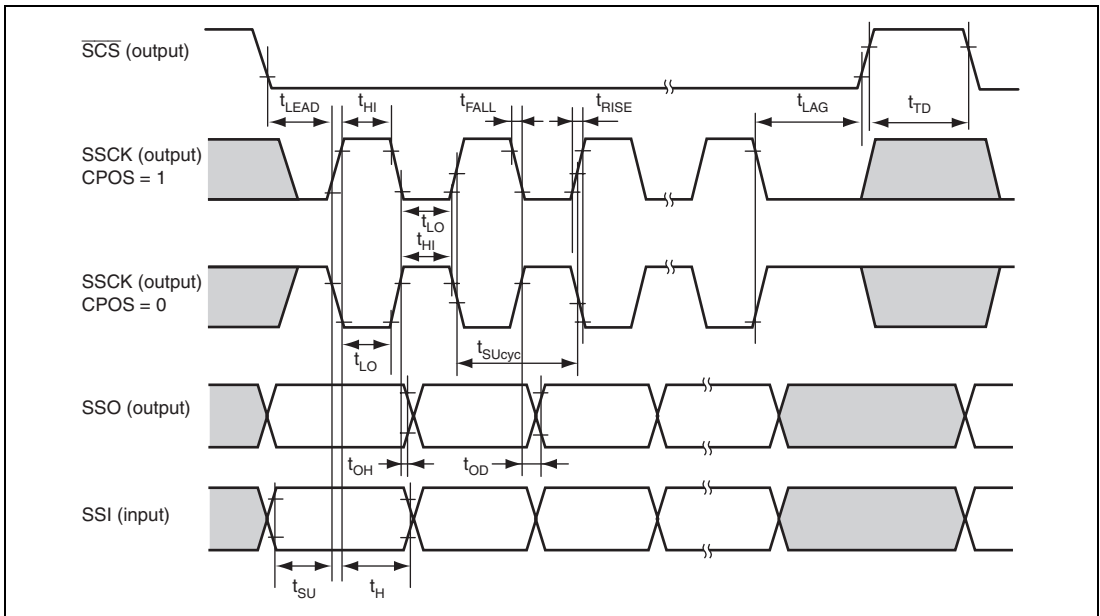 SCS (output)
tLEAD tHI tFALL tRISE tLAG tTD
SSCK (output)
CPOS = 1
tLO
tHI
SSCK (output)
CPOS = 0
tSUcyc
tLO
SSO (output)
tOH tOD
SSI (input)
tSU tH